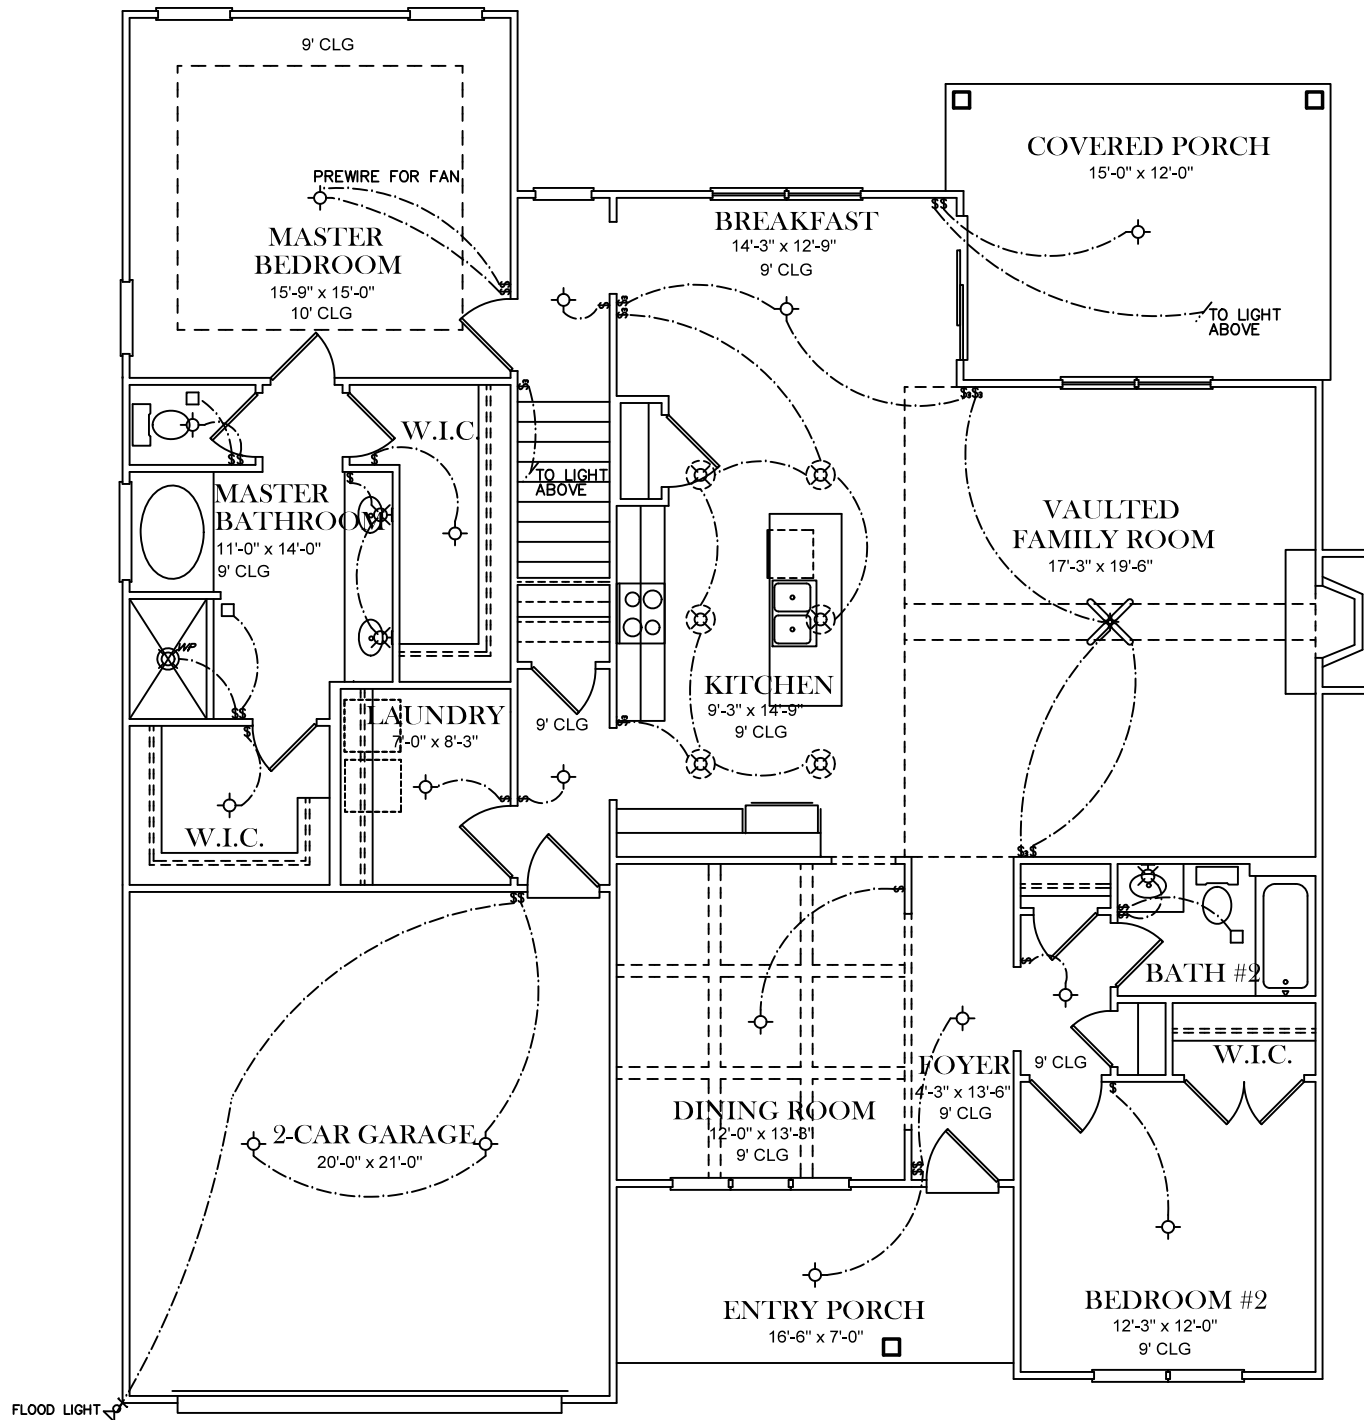 9' CLG
COVERED PORCH
15'-0" x 12'-0"
PREWIRE FOR FAN
MASTER
BEDROOM
15'-9" x 15'-0"
10' CLG
BREAKFAST
14'-3" x 12'-9"
9' CLG
TO LIGHT
ABOVE
W.I.C.
TO LIGHT
ABOVE
MASTER
BATHROOM
11'-0" x 14'-0"
9' CLG
VAULTED
FAMILY ROOM
17'-3" x 19'-6"
WP
KITCHEN
9'-3" x 14'-9"
9' CLG
LAUNDRY
7'-0" x 8'-3"
9' CLG
W.I.C.
BATH #2
W.I.C.
9' CLG
FOYER
4'-3" x 13'-6"
9' CLG
DINING ROOM
12'-0" x 13'-3"
9' CLG
2-CAR GARAGE
20'-0" x 21'-0"
ENTRY PORCH
16'-6" x 7'-0"
BEDROOM #2
12'-3" x 12'-0"
9' CLG
FLOOD LIGHT